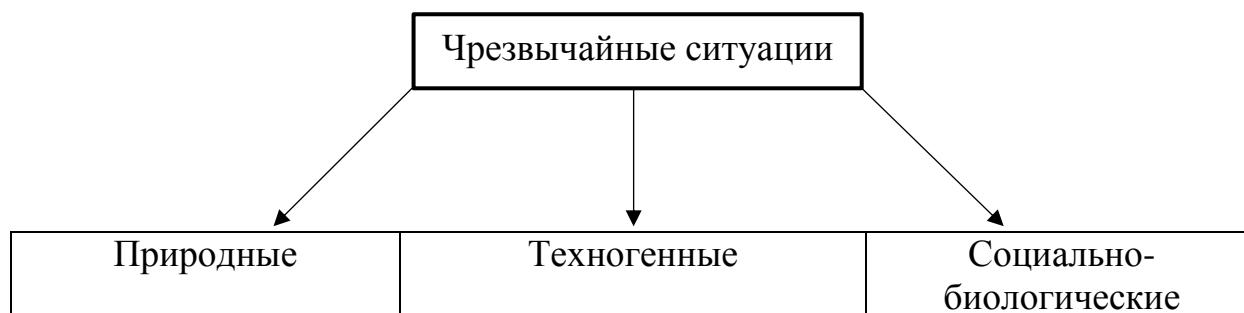 Чрезвычайные ситуации
Природные
Техногенные
Социально-
биологические